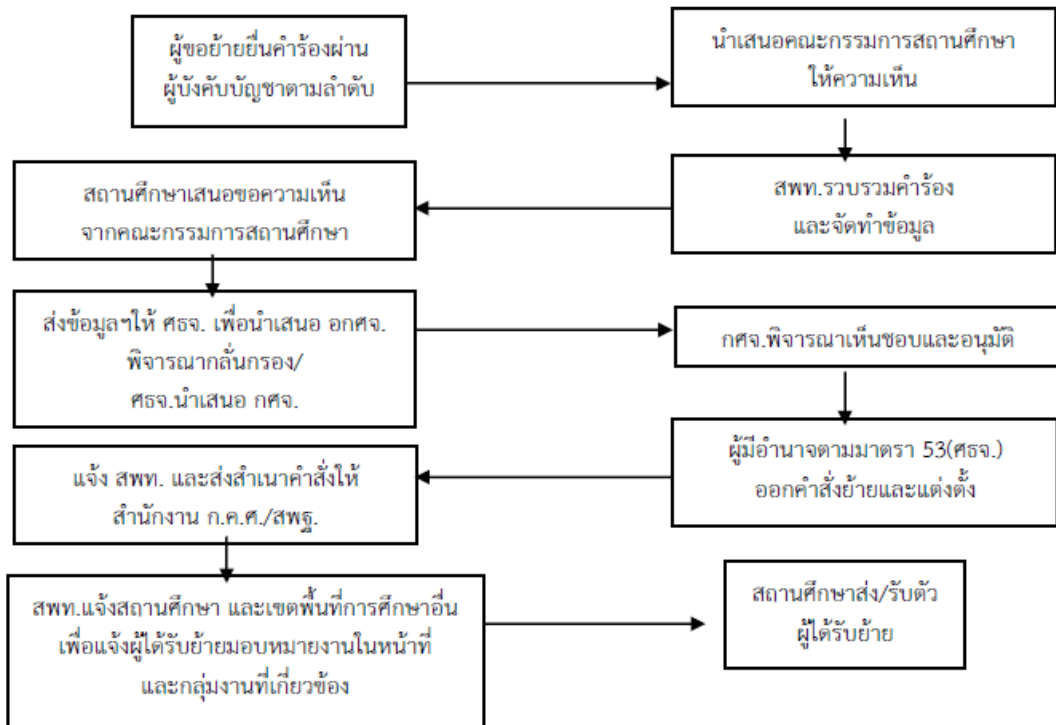 ผู้ขอย้ายยื่นคำร้องผ่าน
ผู้บังคับบัญชาตามลำดับ
นำเสนอคณะกรรมการสถานศึกษา
ให้ความเห็น
สพท.รวบรวมคำร้อง
และจัดทำข้อมูล
สถานศึกษาเสนอขอความเห็น
จากคณะกรรมการสถานศึกษา
ส่งข้อมูลฯให้ ศธจ. เพื่อนำเสนอ อกศจ.
พิจารณากลั่นกรอง/
ศธจ.นำเสนอ กศจ.
กศจ.พิจารณาเห็นชอบและอนุมัติ
ผู้มีอำนาจตามมาตรา 53(ศธจ.)
ออกคำสั่งย้ายและแต่งตั้ง
แจ้ง สพท. และส่งสำเนาคำสั่งให้
สำนักงาน ก.ค.ศ./สพฐ.
สพท.แจ้งสถานศึกษา และเขตพื้นที่การศึกษาอื่น
เพื่อแจ้งผู้ได้รับย้ายมอบหมายงานในหน้าที่
และกลุ่มงานที่เกี่ยวข้อง
สถานศึกษาส่ง/รับตัว
ผู้ได้รับย้าย